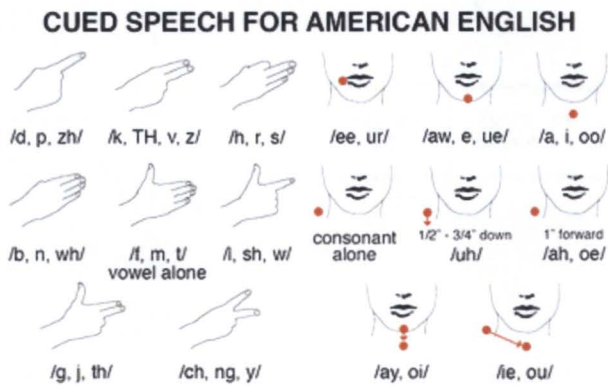 CUED SPEECH FOR AMERICAN ENGLISH
/d, p, zh/ /k, TH, v, z/ /h, r, s/ /ee, ur/ /aw, e, ue/ /a, i, oo/
/b, n, wh/ /f, m, t/ /l, sh, w/ consonant 1/2" - 3/4" down 1" forward
vowel alone alone /uh/ /ah, oe/
/g, j, th/ /ch, ng, y/ /ay, oi/ /ie, ou/